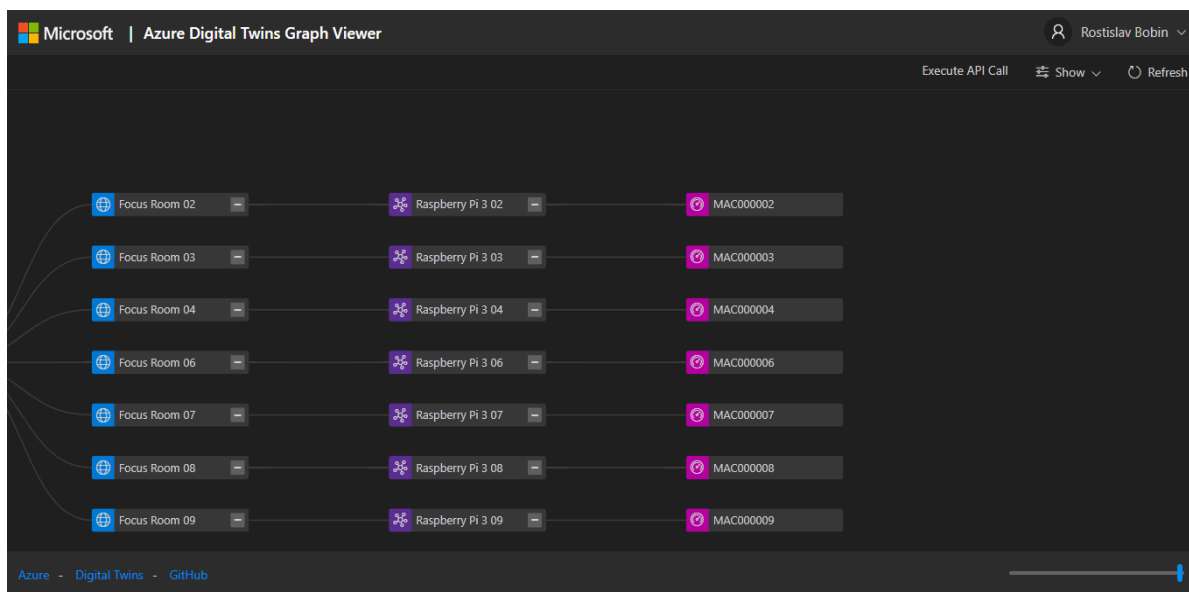 Microsoft | Azure Digital Twins Graph Viewer
Rostislav Bobin
Execute API Call Show Refresh
Focus Room 02 Raspberry Pi 3 02 MAC000002
Focus Room 03 Raspberry Pi 3 03 MAC000003
Focus Room 04 Raspberry Pi 3 04 MAC000004
Focus Room 06 Raspberry Pi 3 06 MAC000006
Focus Room 07 Raspberry Pi 3 07 MAC000007
Focus Room 08 Raspberry Pi 3 08 MAC000008
Focus Room 09 Raspberry Pi 3 09 MAC000009
Azure - Digital Twins - GitHub